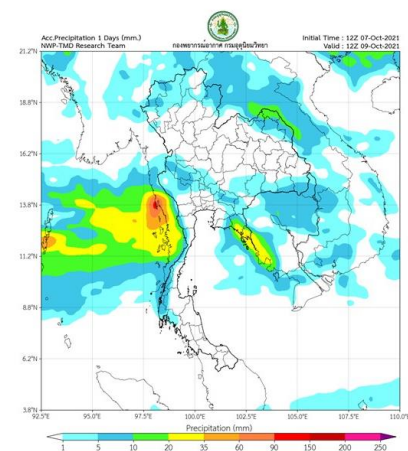 Acc.Precipitation 1 Days (mm.)
NWP-TMD Research Team
กองพยากรณ์อากาศ กรมอุตุนิยมวิทยา
Initial Time : 12Z 07-Oct-2021
Valid : 12Z 09-Oct-2021
21.2°N
18.8°N
16.2°N
13.8°N
11.2°N
8.8°N
6.2°N
3.8°N
92.5°E 95.0°E 97.5°E 100.0°E 102.5°E 105.0°E 107.5°E 110.0°E
Precipitation (mm)
1 5 10 20 35 60 90 150 200 250